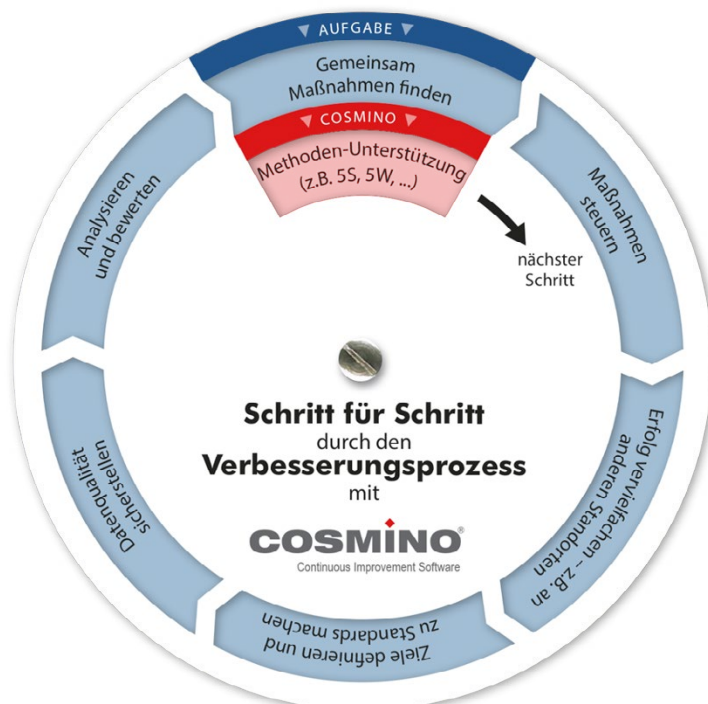 ▼ AUFGABE ▼
Gemeinsam
Maßnahmen finden
▼ COSMINO ▼
Methoden-Unterstützung
(z.B. 5S, 5W, ...)
nächster
Schritt
Maßnahmen
steuern
Erfolg vervielfachen – z.B. an
anderen Standorten
Ziele definieren und
zu Standards machen
Datenqualität
sicherstellen
Analysieren
und bewerten
Schritt für Schritt
durch den
Verbesserungsprozess
mit
COSMINO®
Continuous Improvement Software